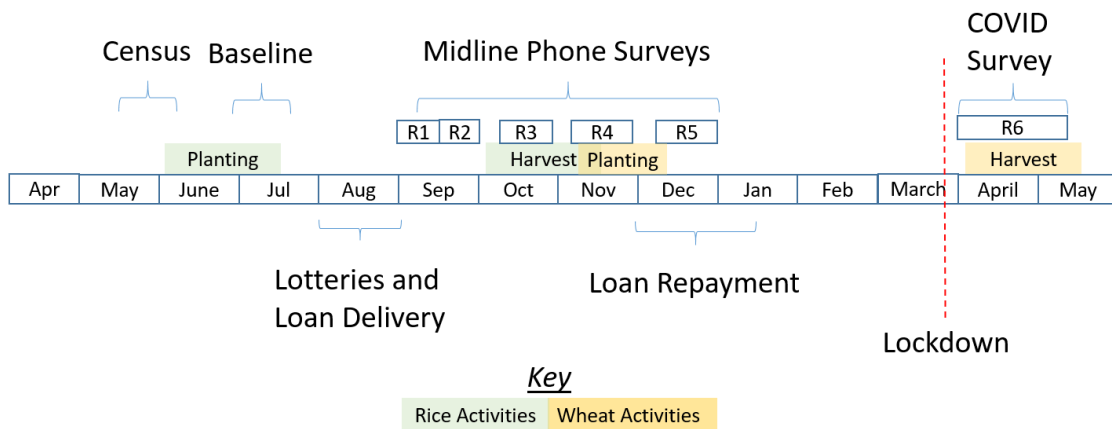 Census
Baseline
Midline Phone Surveys
COVID
Survey
R1
R2
R3
R4
R5
R6
Planting
Harvest
Planting
Harvest
Apr
May
June
Jul
Aug
Sep
Oct
Nov
Dec
Jan
Feb
March
April
May
Lotteries and
Loan Delivery
Loan Repayment
Lockdown
Key
Rice Activities
Wheat Activities